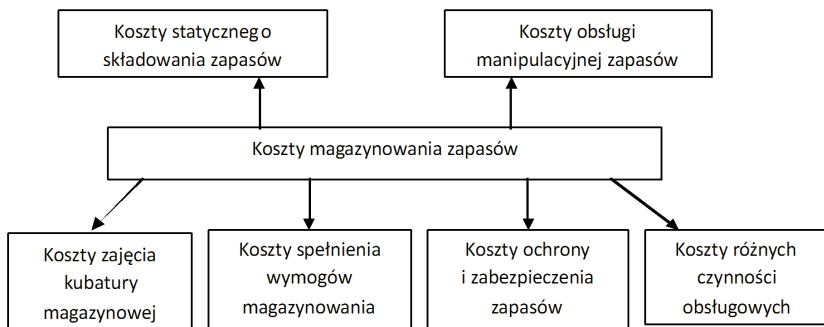 Koszty statycznego
składowania zapasów
Koszty obsługi
manipulacyjnej zapasów
Koszty magazynowania zapasów
Koszty zajęcia
kubatury
magazynowej
Koszty spełnienia
wymogów
magazynowania
Koszty ochrony
i zabezpieczenia
zapasów
Koszty różnych
czynności
obsługowych